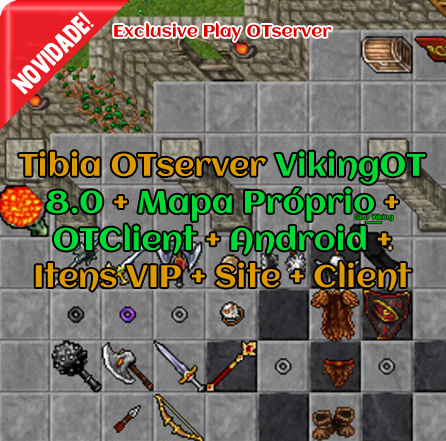 NOVIDADE!
Exclusive Play OTserver
Tibia OTserver VikingOT
8.0 + Mapa Próprio +
OTClient + Android +
Itens VIP + Site + Client